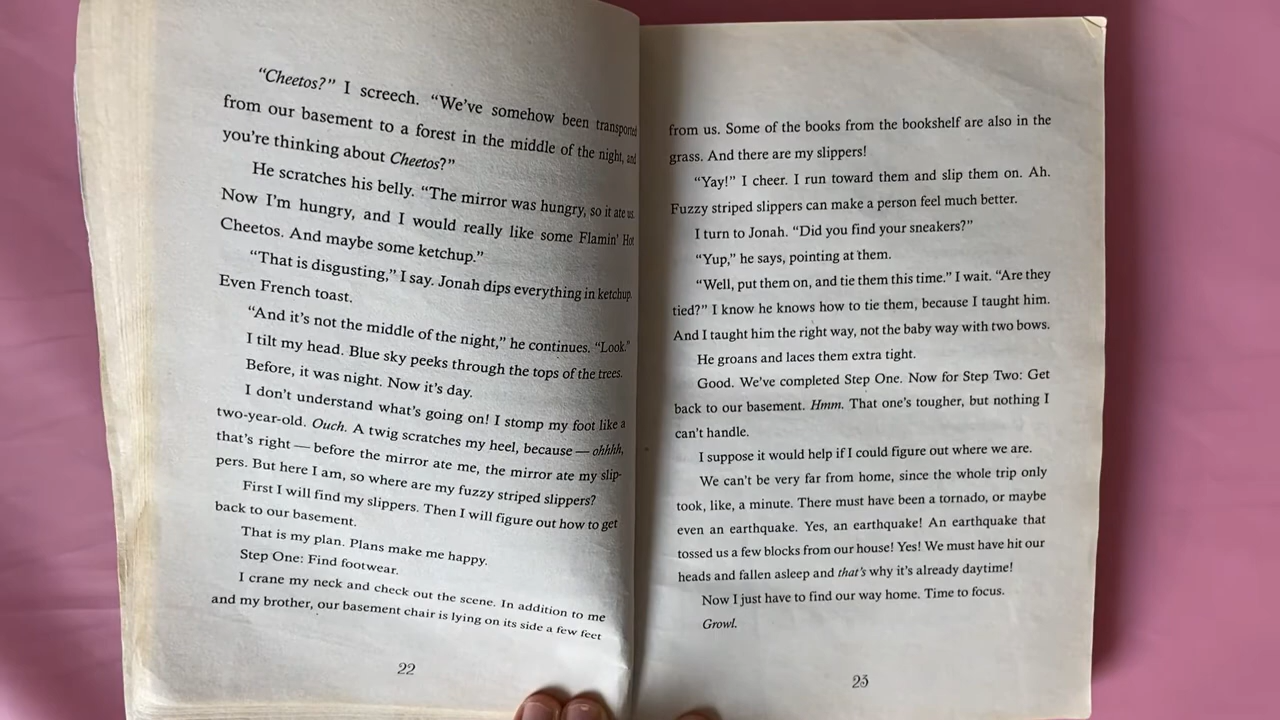 “Cheetos?” I screech. “We’ve somehow been transported
from our basement to a forest in the middle of the night, and
you’re thinking about Cheetos?”
He scratches his belly. “The mirror was hungry, so it ate us.
Now I’m hungry, and I would really like some Flamin’ Hot
Cheetos. And maybe some ketchup.”
“That is disgusting,” I say. Jonah dips everything in ketchup.
Even French toast.
“And it’s not the middle of the night,” he continues. “Look.”
I tilt my head. Blue sky peeks through the tops of the trees.
Before, it was night. Now it’s day.
I don’t understand what’s going on! I stomp my foot like a
two-year-old. Ouch. A twig scratches my heel, because — ohhhh,
that’s right — before the mirror ate me, the mirror ate my slip-
pers. But here I am, so where are my fuzzy striped slippers?
First I will find my slippers. Then I will figure out how to get
back to our basement.
That is my plan. Plans make me happy.
Step One: Find footwear.
I crane my neck and check out the scene. In addition to me
and my brother, our basement chair is lying on its side a few feet
22
from us. Some of the books from the bookshelf are also in the
grass. And there are my slippers!
“Yay!” I cheer. I run toward them and slip them on. Ah.
Fuzzy striped slippers can make a person feel much better.
I turn to Jonah. “Did you find your sneakers?”
“Yup,” he says, pointing at them.
“Well, put them on, and tie them this time.” I wait. “Are they
tied?” I know he knows how to tie them, because I taught him.
And I taught him the right way, not the baby way with two bows.
He groans and laces them extra tight.
Good. We’ve completed Step One. Now for Step Two: Get
back to our basement. Hmm. That one’s tougher, but nothing I
can’t handle.
I suppose it would help if I could figure out where we are.
We can’t be very far from home, since the whole trip only
took, like, a minute. There must have been a tornado, or maybe
even an earthquake. Yes, an earthquake! An earthquake that
tossed us a few blocks from our house! Yes! We must have hit our
heads and fallen asleep and that’s why it’s already daytime!
Now I just have to find our way home. Time to focus.
Growl.
23